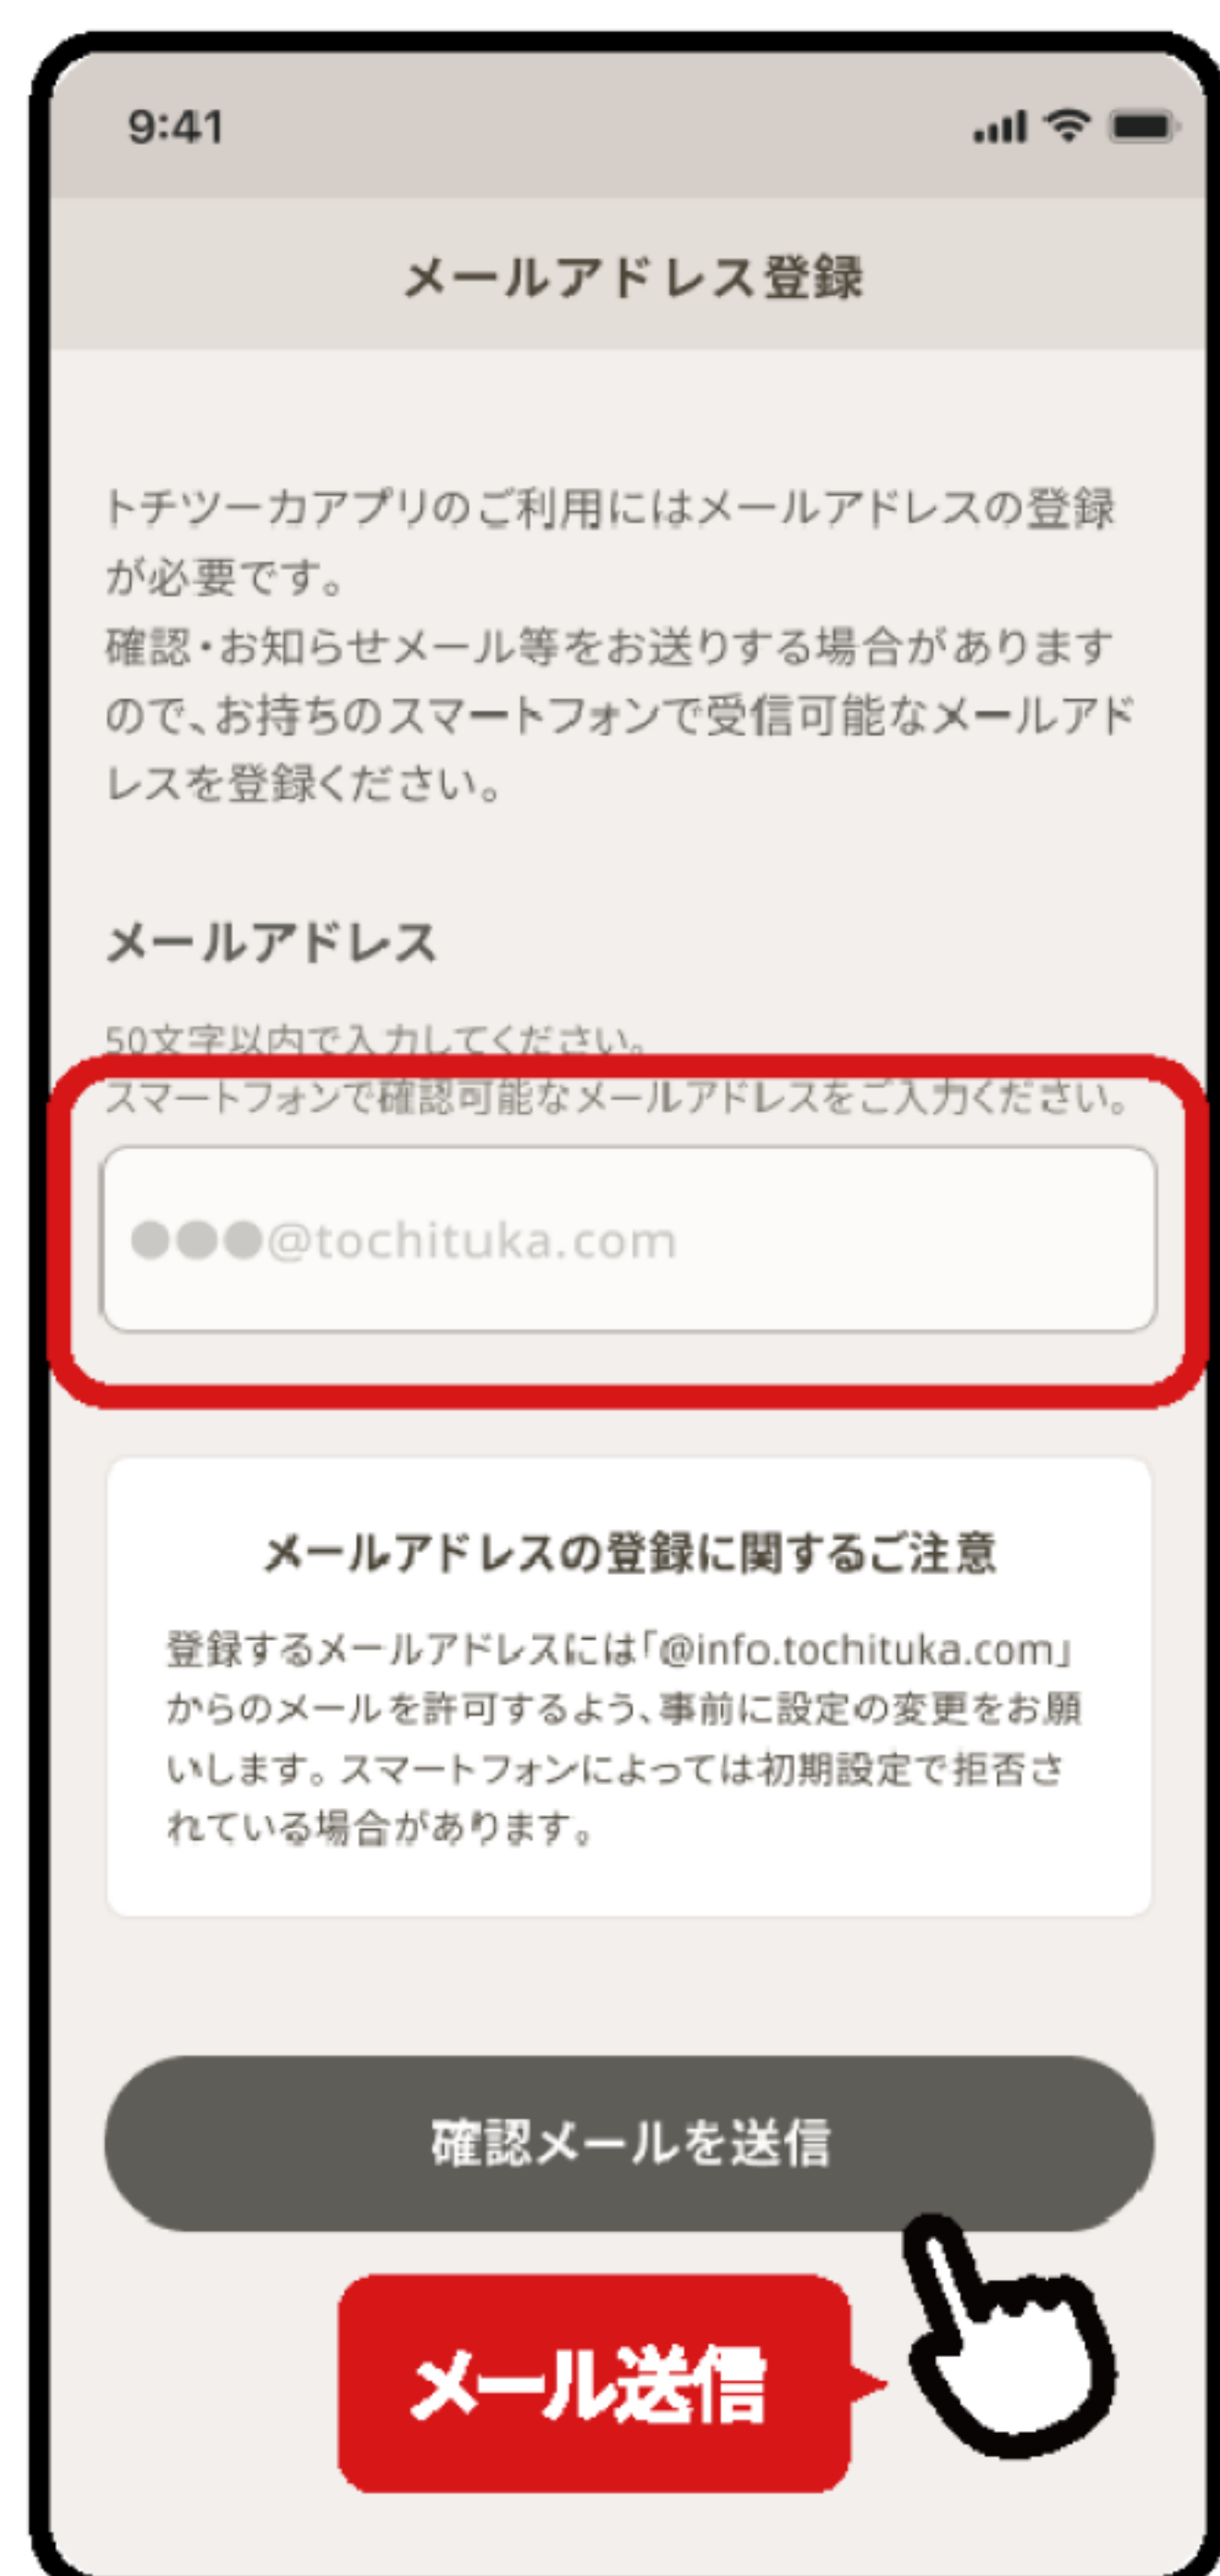 9:41
メールアドレス登録
トチツーカアプリのご利用にはメールアドレスの登録
が必要です。
確認・お知らせメール等をお送りする場合があります
ので、お持ちのスマートフォンで受信可能なメールアド
レスを登録ください。
メールアドレス
50文字以内で入力してください。
スマートフォンで確認可能なメールアドレスをご入力ください。
●●●@tochituka.com
メールアドレスの登録に関するご注意
登録するメールアドレスには「@info.tochituka.com」
からのメールを許可するよう、事前に設定の変更をお願
いします。スマートフォンによっては初期設定で拒否さ
れている場合があります。
確認メールを送信
メール送信